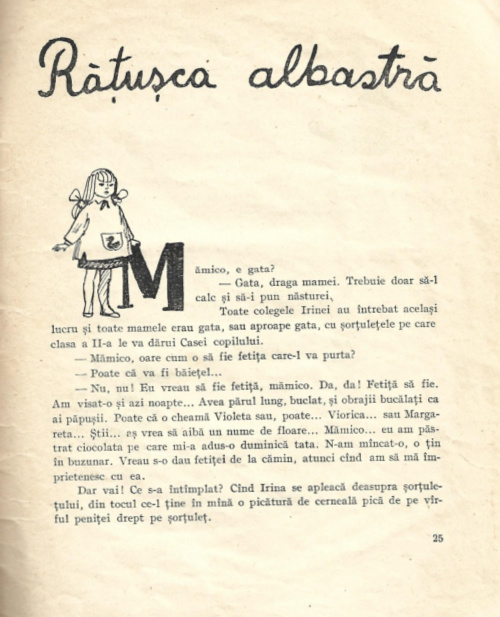 Rățușca albastră
Mămico, e gata?
— Gata, draga mamei. Trebuie doar să-l
calc și să-i pun nasturei.
Toate colegele Irinei au întrebat același
lucru și toate mamele erau gata, sau aproape gata, cu șorțulețele pe care
clasa a II-a le va dărui Casei copilului.
— Mămico, oare cum o să fie fetița care-l va purta?
— Poate că va fi băiețel...
— Nu, nu! Eu vreau să fie fetiță, mămico. Da, da! Fetiță să fie.
Am visat-o și azi noapte... Avea părul lung, buclat, și obrajii bucălați ca
ai păpușii. Poate că o cheamă Violeta sau, poate... Viorica... sau Marga-
reta... Știi... aș vrea să aibă un nume de floare... Mămico... eu am păs-
trat ciocolata pe care mi-a adus-o duminică tata. N-am mîncat-o, o țin
în buzunar. Vreau s-o dau fetiței de la cămin, atunci cînd am să mă îm-
prietenesc cu ea.
Dar vai! Ce s-a întîmplat? Cînd Irina se apleacă deasupra șorțule-
țului, din tocul ce-l ține în mînă o picătură de cerneală pică de pe vîr-
ful peniței drept pe șorțuleț.
25